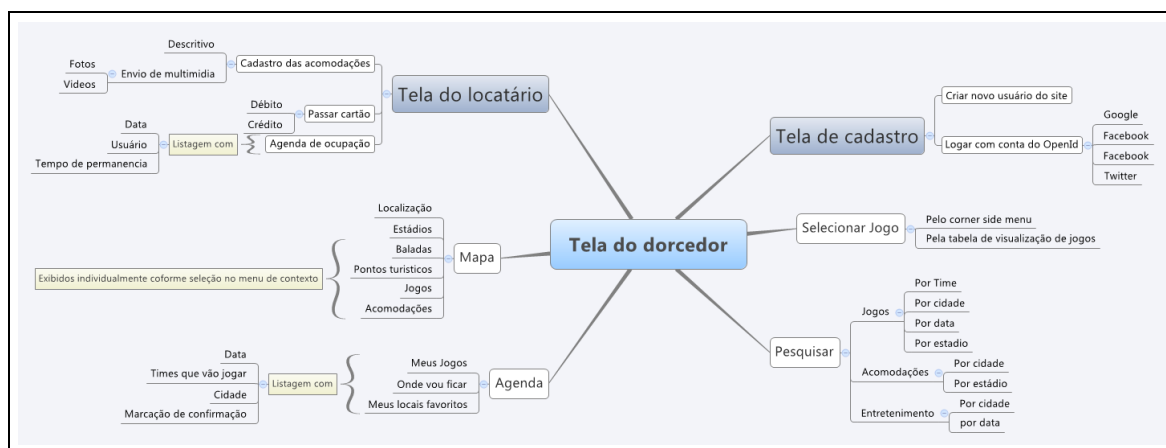 Tela do dorcedor
Tela do locatário
Cadastro das acomodações
Descritivo
Envio de multimidia
Fotos
Videos
Passar cartão
Débito
Crédito
Agenda de ocupação
Listagem com
Data
Usuário
Tempo de permanencia
Mapa
Localização
Estádios
Baladas
Pontos turisticos
Jogos
Acomodações
Exibidos individualmente coforme seleção no menu de contexto
Agenda
Meus Jogos
Onde vou ficar
Meus locais favoritos
Listagem com
Data
Times que vão jogar
Cidade
Marcação de confirmação
Tela de cadastro
Criar novo usuário do site
Logar com conta do OpenId
Google
Facebook
Facebook
Twitter
Selecionar Jogo
Pelo corner side menu
Pela tabela de visualização de jogos
Pesquisar
Jogos
Por Time
Por cidade
Por data
Por estadio
Acomodações
Por cidade
Por estádio
Entretenimento
Por cidade
por data